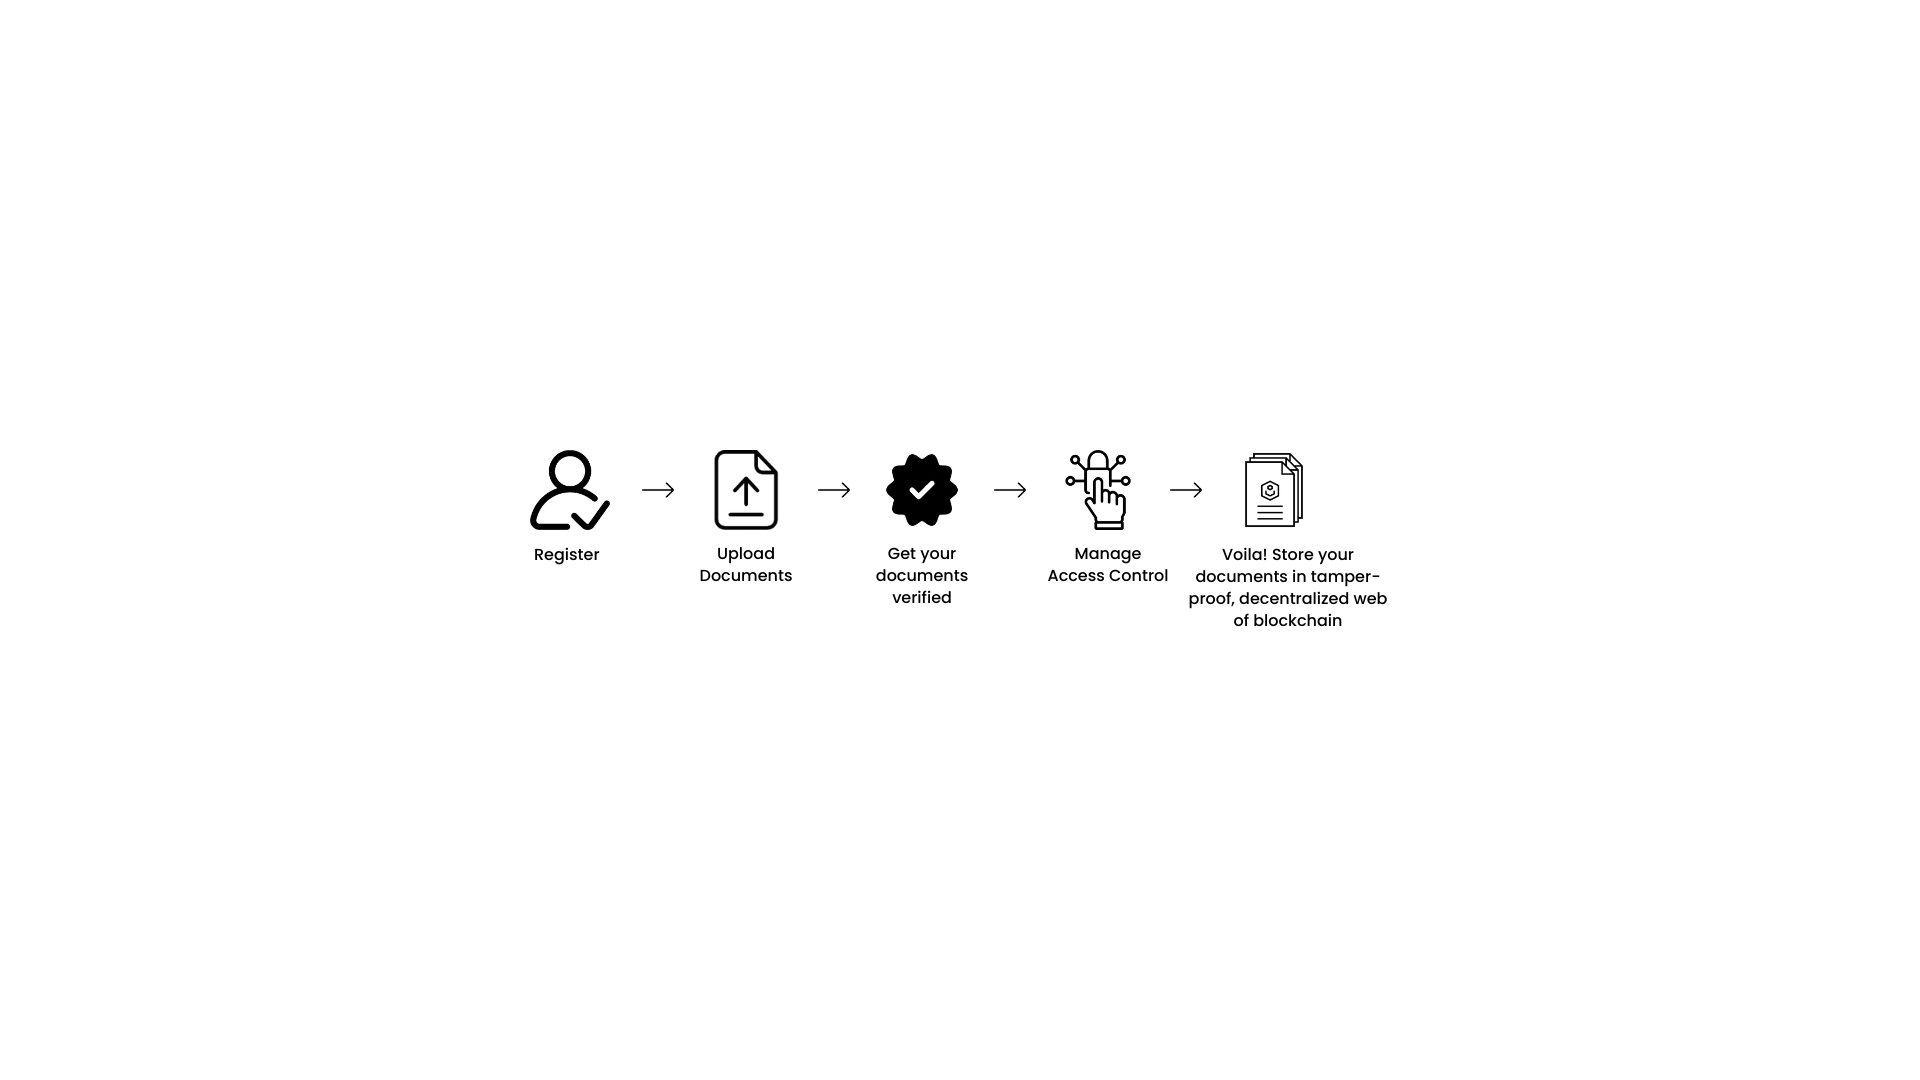 Register
Upload
Documents
Get your
documents
verified
Manage
Access Control
Voila! Store your
documents in tamper-
proof, decentralized web
of blockchain